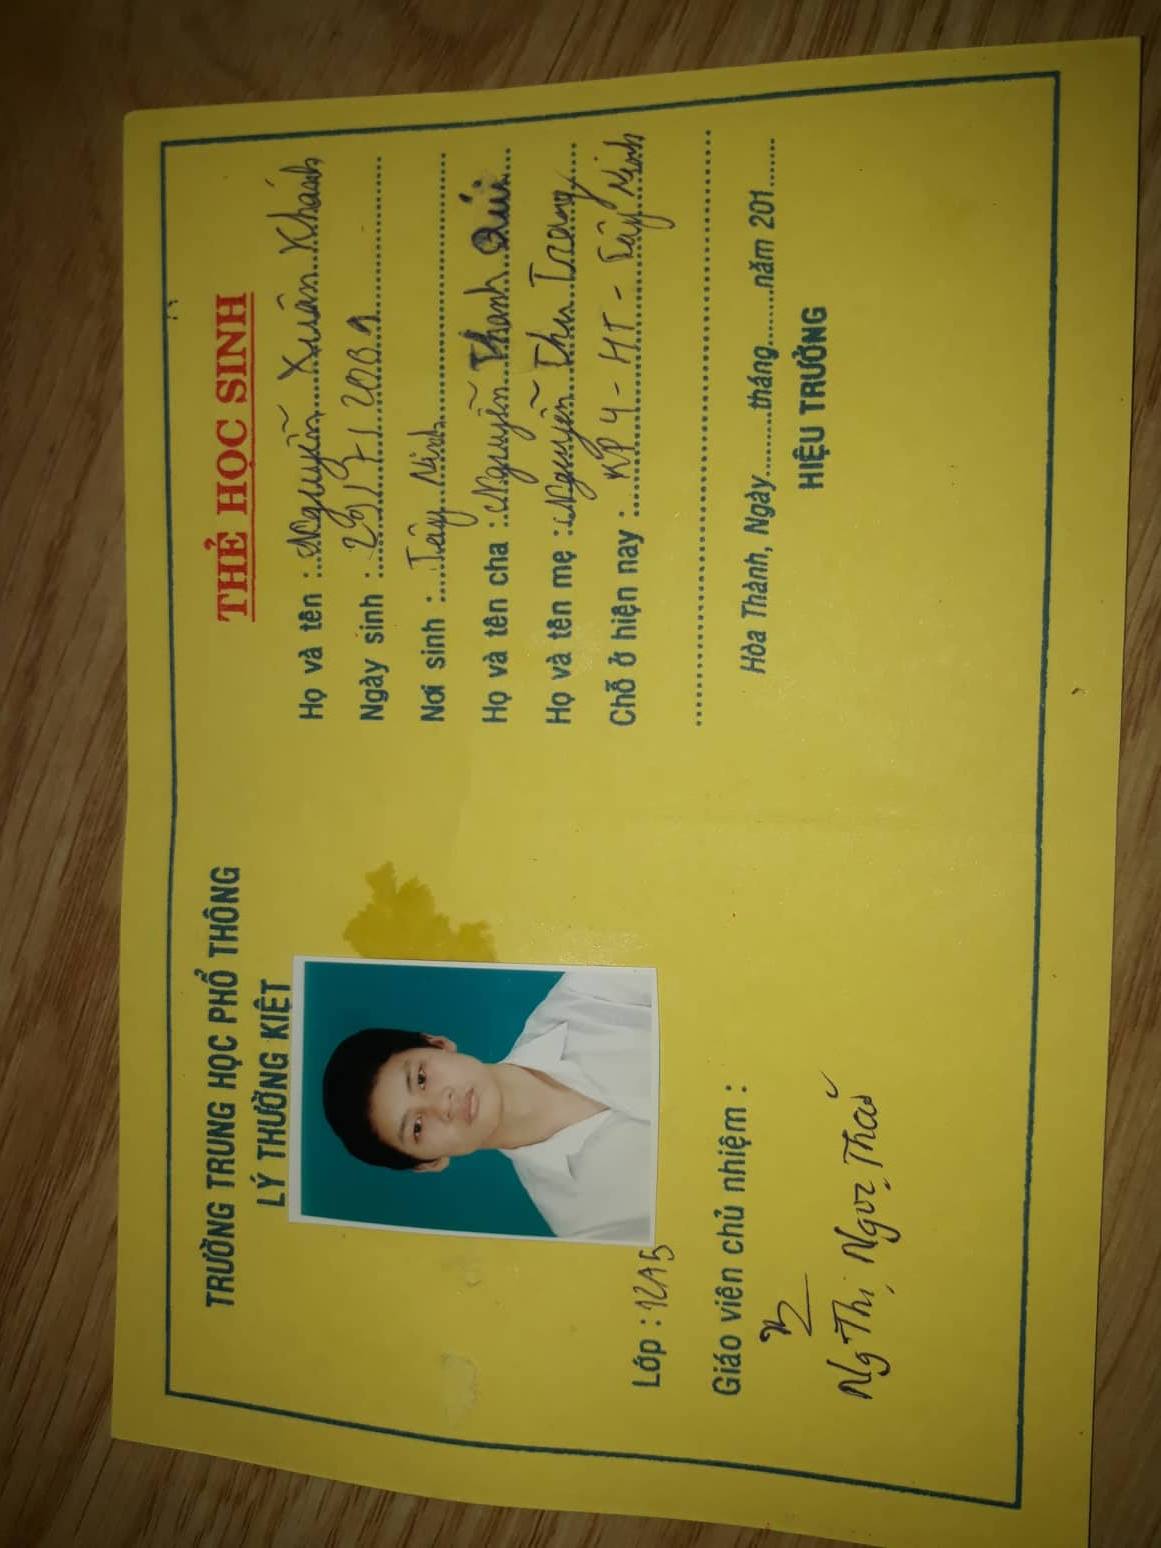 TRƯỜNG TRUNG HỌC PHỔ THÔNG
LÝ THƯỜNG KIỆT
Lớp : 12A5
Giáo viên chủ nhiệm :
Ng Thị Ngọc Thảo
THẺ HỌC SINH
Họ và tên : Nguyễn Xuân Khánh
Ngày sinh :
Nơi sinh : Tây Ninh
Họ và tên cha : Nguyễn Thanh Quí
Họ và tên mẹ : Nguyễn Thu Trang
Chỗ ở hiện nay : KP 4 - HT - Tây Ninh
Hòa Thành, Ngày.........tháng.........năm 201......
HIỆU TRƯỞNG